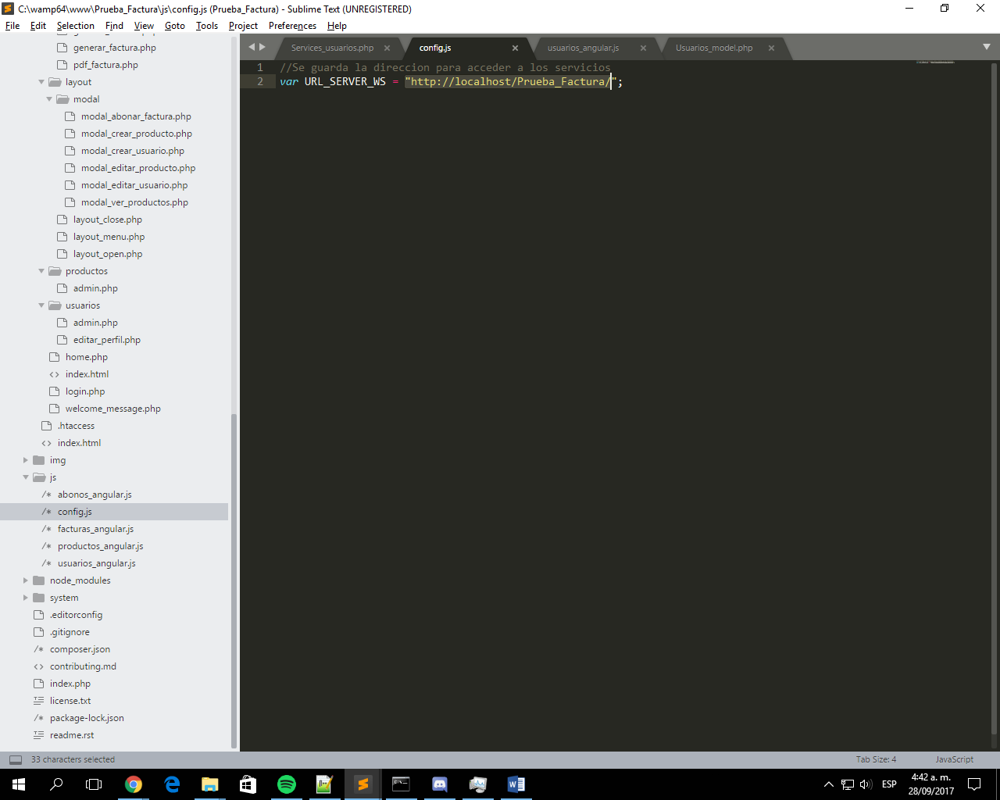 C:\wamp64\www\Prueba_Factura\js\config.js (Prueba_Factura) - Sublime Text (UNREGISTERED)
File Edit Selection Find View Goto Tools Project Preferences Help
generar_factura.php
pdf_factura.php
layout
modal
modal_abonar_factura.php
modal_crear_producto.php
modal_crear_usuario.php
modal_editar_producto.php
modal_editar_usuario.php
modal_ver_productos.php
layout_close.php
layout_menu.php
layout_open.php
productos
admin.php
usuarios
admin.php
editar_perfil.php
home.php
index.html
login.php
welcome_message.php
.htaccess
index.html
img
js
abonos_angular.js
config.js
facturas_angular.js
productos_angular.js
usuarios_angular.js
node_modules
system
.editorconfig
.gitignore
composer.json
contributing.md
index.php
license.txt
package-lock.json
readme.rst
Services_usuarios.php config.js usuarios_angular.js Usuarios_model.php
1 //Se guarda la direccion para acceder a los servicios
2 var URL_SERVER_WS = "http://localhost/Prueba_Factura/";
33 characters selected Tab Size: 4 JavaScript
ESP 4:42 a. m.
28/09/2017